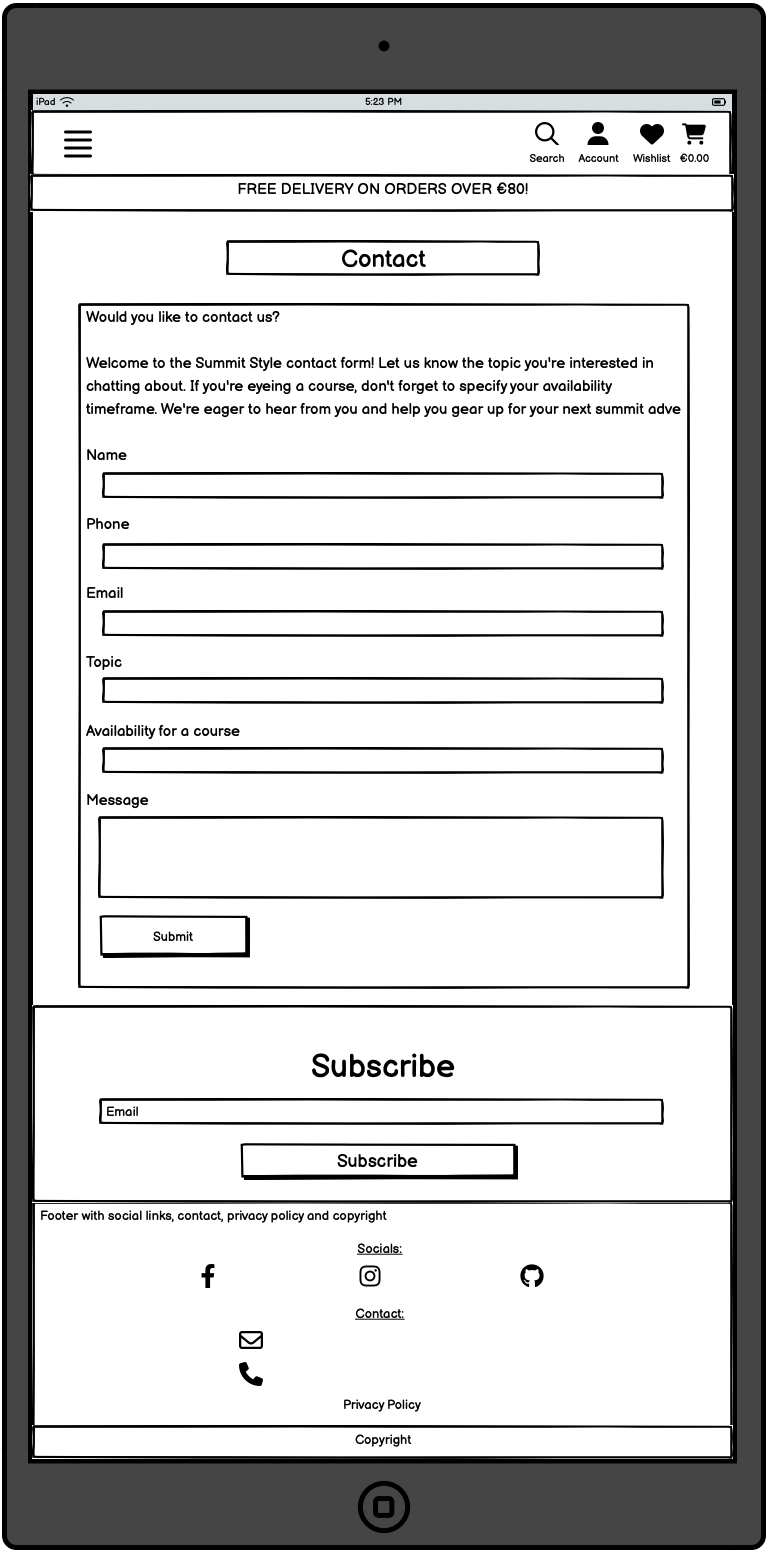 iPad
5:23 PM
Search Account Wishlist €0.00
FREE DELIVERY ON ORDERS OVER €80!
Contact
Would you like to contact us?
Welcome to the Summit Style contact form! Let us know the topic you're interested in
chatting about. If you're eyeing a course, don't forget to specify your availability
timeframe. We're eager to hear from you and help you gear up for your next summit adve
Name
Phone
Email
Topic
Availability for a course
Message
Submit
Subscribe
Email
Subscribe
Footer with social links, contact, privacy policy and copyright
Socials:
Contact:
Privacy Policy
Copyright